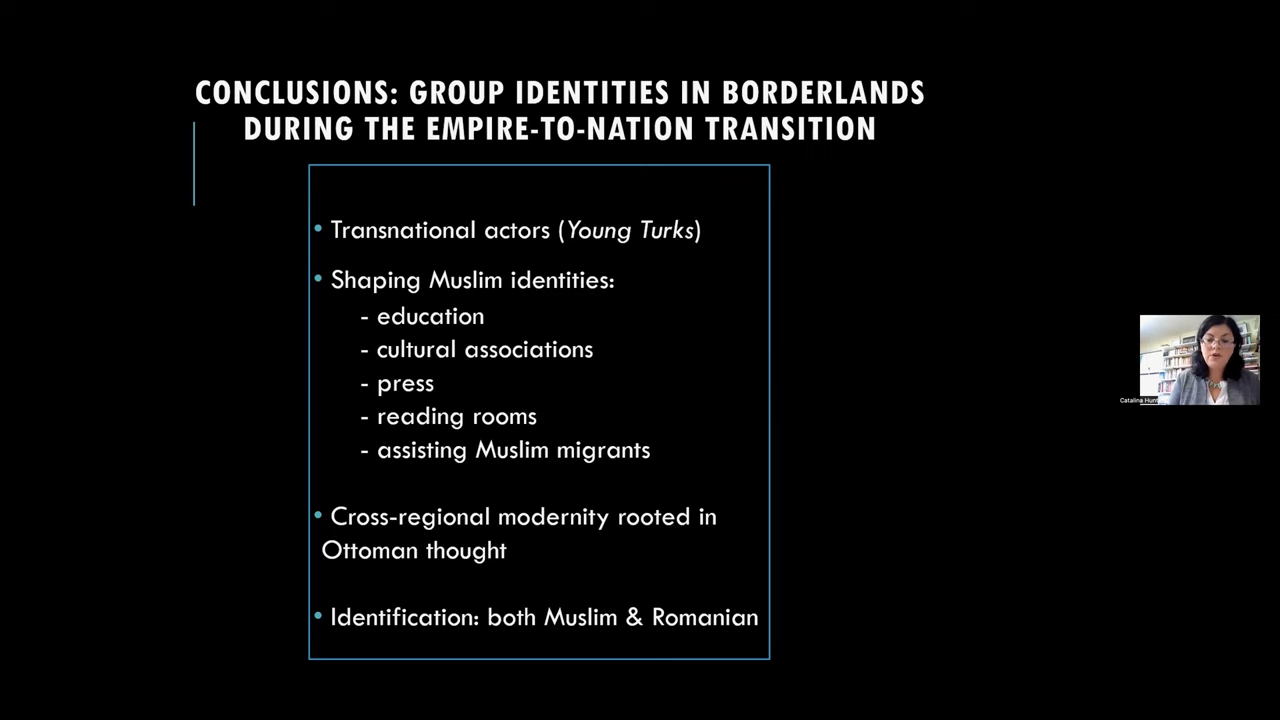 CONCLUSIONS: GROUP IDENTITIES IN BORDERLANDS
DURING THE EMPIRE-TO-NATION TRANSITION
• Transnational actors (Young Turks)
• Shaping Muslim identities:
- education
- cultural associations
- press
- reading rooms
- assisting Muslim migrants
• Cross-regional modernity rooted in
Ottoman thought
• Identification: both Muslim & Romanian
Catalina Hunt